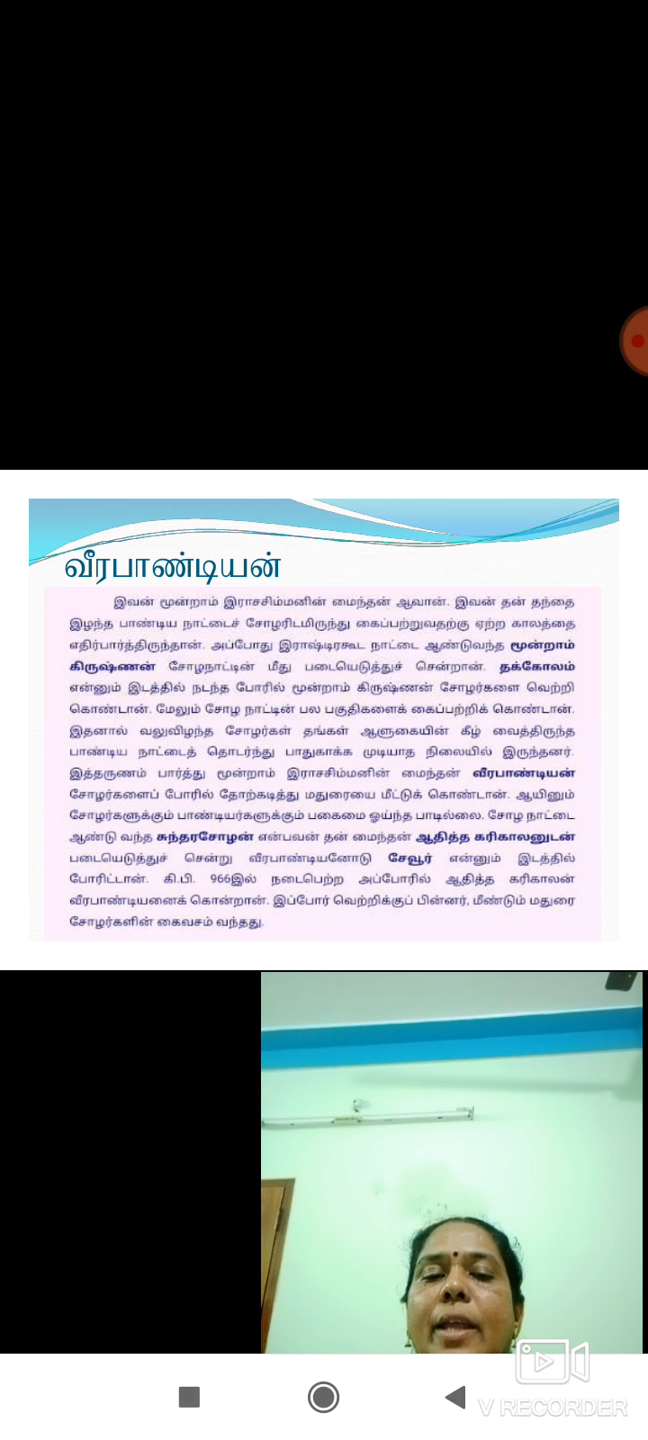 வீரபாண்டியன்
இவன் மூன்றாம் இராசசிம்மனின் மைந்தன் ஆவான். இவன் தன் தந்தை
இழந்த பாண்டிய நாட்டைச் சோழரிடமிருந்து கைப்பற்றுவதற்கு ஏற்ற காலத்தை
எதிர்பார்த்திருந்தான். அப்போது இராஷ்டிரகூட நாட்டை ஆண்டுவந்த மூன்றாம்
கிருஷ்ணன் சோழநாட்டின் மீது படையெடுத்துச் சென்றான். தக்கோலம்
என்னும் இடத்தில் நடந்த போரில் மூன்றாம் கிருஷ்ணன் சோழர்களை வெற்றி
கொண்டான். மேலும் சோழ நாட்டின் பல பகுதிகளைக் கைப்பற்றிக் கொண்டான்.
இதனால் வலுவிழந்த சோழர்கள் தங்கள் ஆளுகையின் கீழ் வைத்திருந்த
பாண்டிய நாட்டைத் தொடர்ந்து பாதுகாக்க முடியாத நிலையில் இருந்தனர்.
இத்தருணம் பார்த்து மூன்றாம் இராசசிம்மனின் மைந்தன் வீரபாண்டியன்
சோழர்களைப் போரில் தோற்கடித்து மதுரையை மீட்டுக் கொண்டான். ஆயினும்
சோழர்களுக்கும் பாண்டியர்களுக்கும் பகைமை ஓய்ந்த பாடில்லை. சோழ நாட்டை
ஆண்டு வந்த சுந்தரசோழன் என்பவன் தன் மைந்தன் ஆதித்த கரிகாலனுடன்
படையெடுத்துச் சென்று வீரபாண்டியனோடு சேவூர் என்னும் இடத்தில்
போரிட்டான். கி.பி. 966இல் நடைபெற்ற அப்போரில் ஆதித்த கரிகாலன்
வீரபாண்டியனைக் கொன்றான். இப்போர் வெற்றிக்குப் பின்னர், மீண்டும் மதுரை
சோழர்களின் கைவசம் வந்தது.
V RECORDER